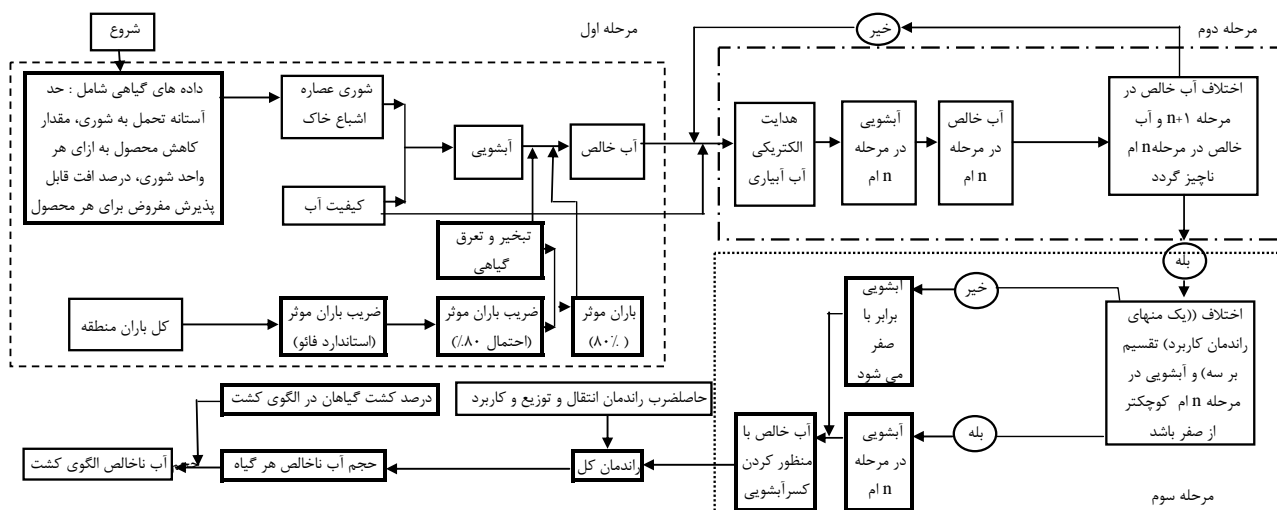 شروع
مرحله اول
داده های گیاهی شامل : حد
آستانه تحمل به شوری، مقدار
کاهش محصول به ازای هر
واحد شوری، درصد افت قابل
پذیرش مفروض برای هر محصول
شوری عصاره
اشباع خاک
کیفیت آب
آبشویی
آب خالص
تبخیر و تعرق
گیاهی
کل باران منطقه
ضریب باران موثر
(استاندارد فائو)
ضریب باران موثر
(احتمال ۸۰٪)
باران موثر
(۸۰٪ )
مرحله دوم
خیر
هدایت
الکتریکی
آب آبیاری
آبشویی
در مرحله
n ام
آب خالص
در مرحله
n ام
اختلاف آب خالص در
مرحله n+۱ و آب
خالص در مرحله n ام
ناچیز گردد
بله
اختلاف ((یک منهای
راندمان کاربرد) تقسیم
بر سه) و آبشویی در
مرحله n ام کوچکتر
از صفر باشد
خیر
آبشویی
برابر با
صفر
می شود
بله
آبشویی
در مرحله
n ام
آب خالص با
منظور کردن
کسرآبشویی
مرحله سوم
حاصلضرب راندمان انتقال و توزیع و کاربرد
راندمان کل
درصد کشت گیاهان در الگوی کشت
حجم آب ناخالص هر گیاه
آب ناخالص الگوی کشت